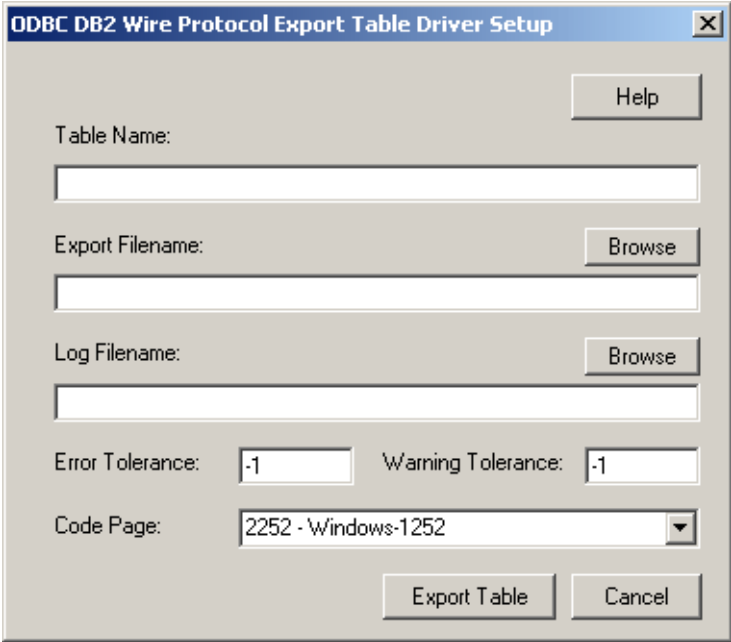 ODBC DB2 Wire Protocol Export Table Driver Setup
Help
Table Name:
Export Filename:
Browse
Log Filename:
Browse
Error Tolerance: -1 Warning Tolerance: -1
Code Page: 2252 - Windows-1252
Export Table Cancel